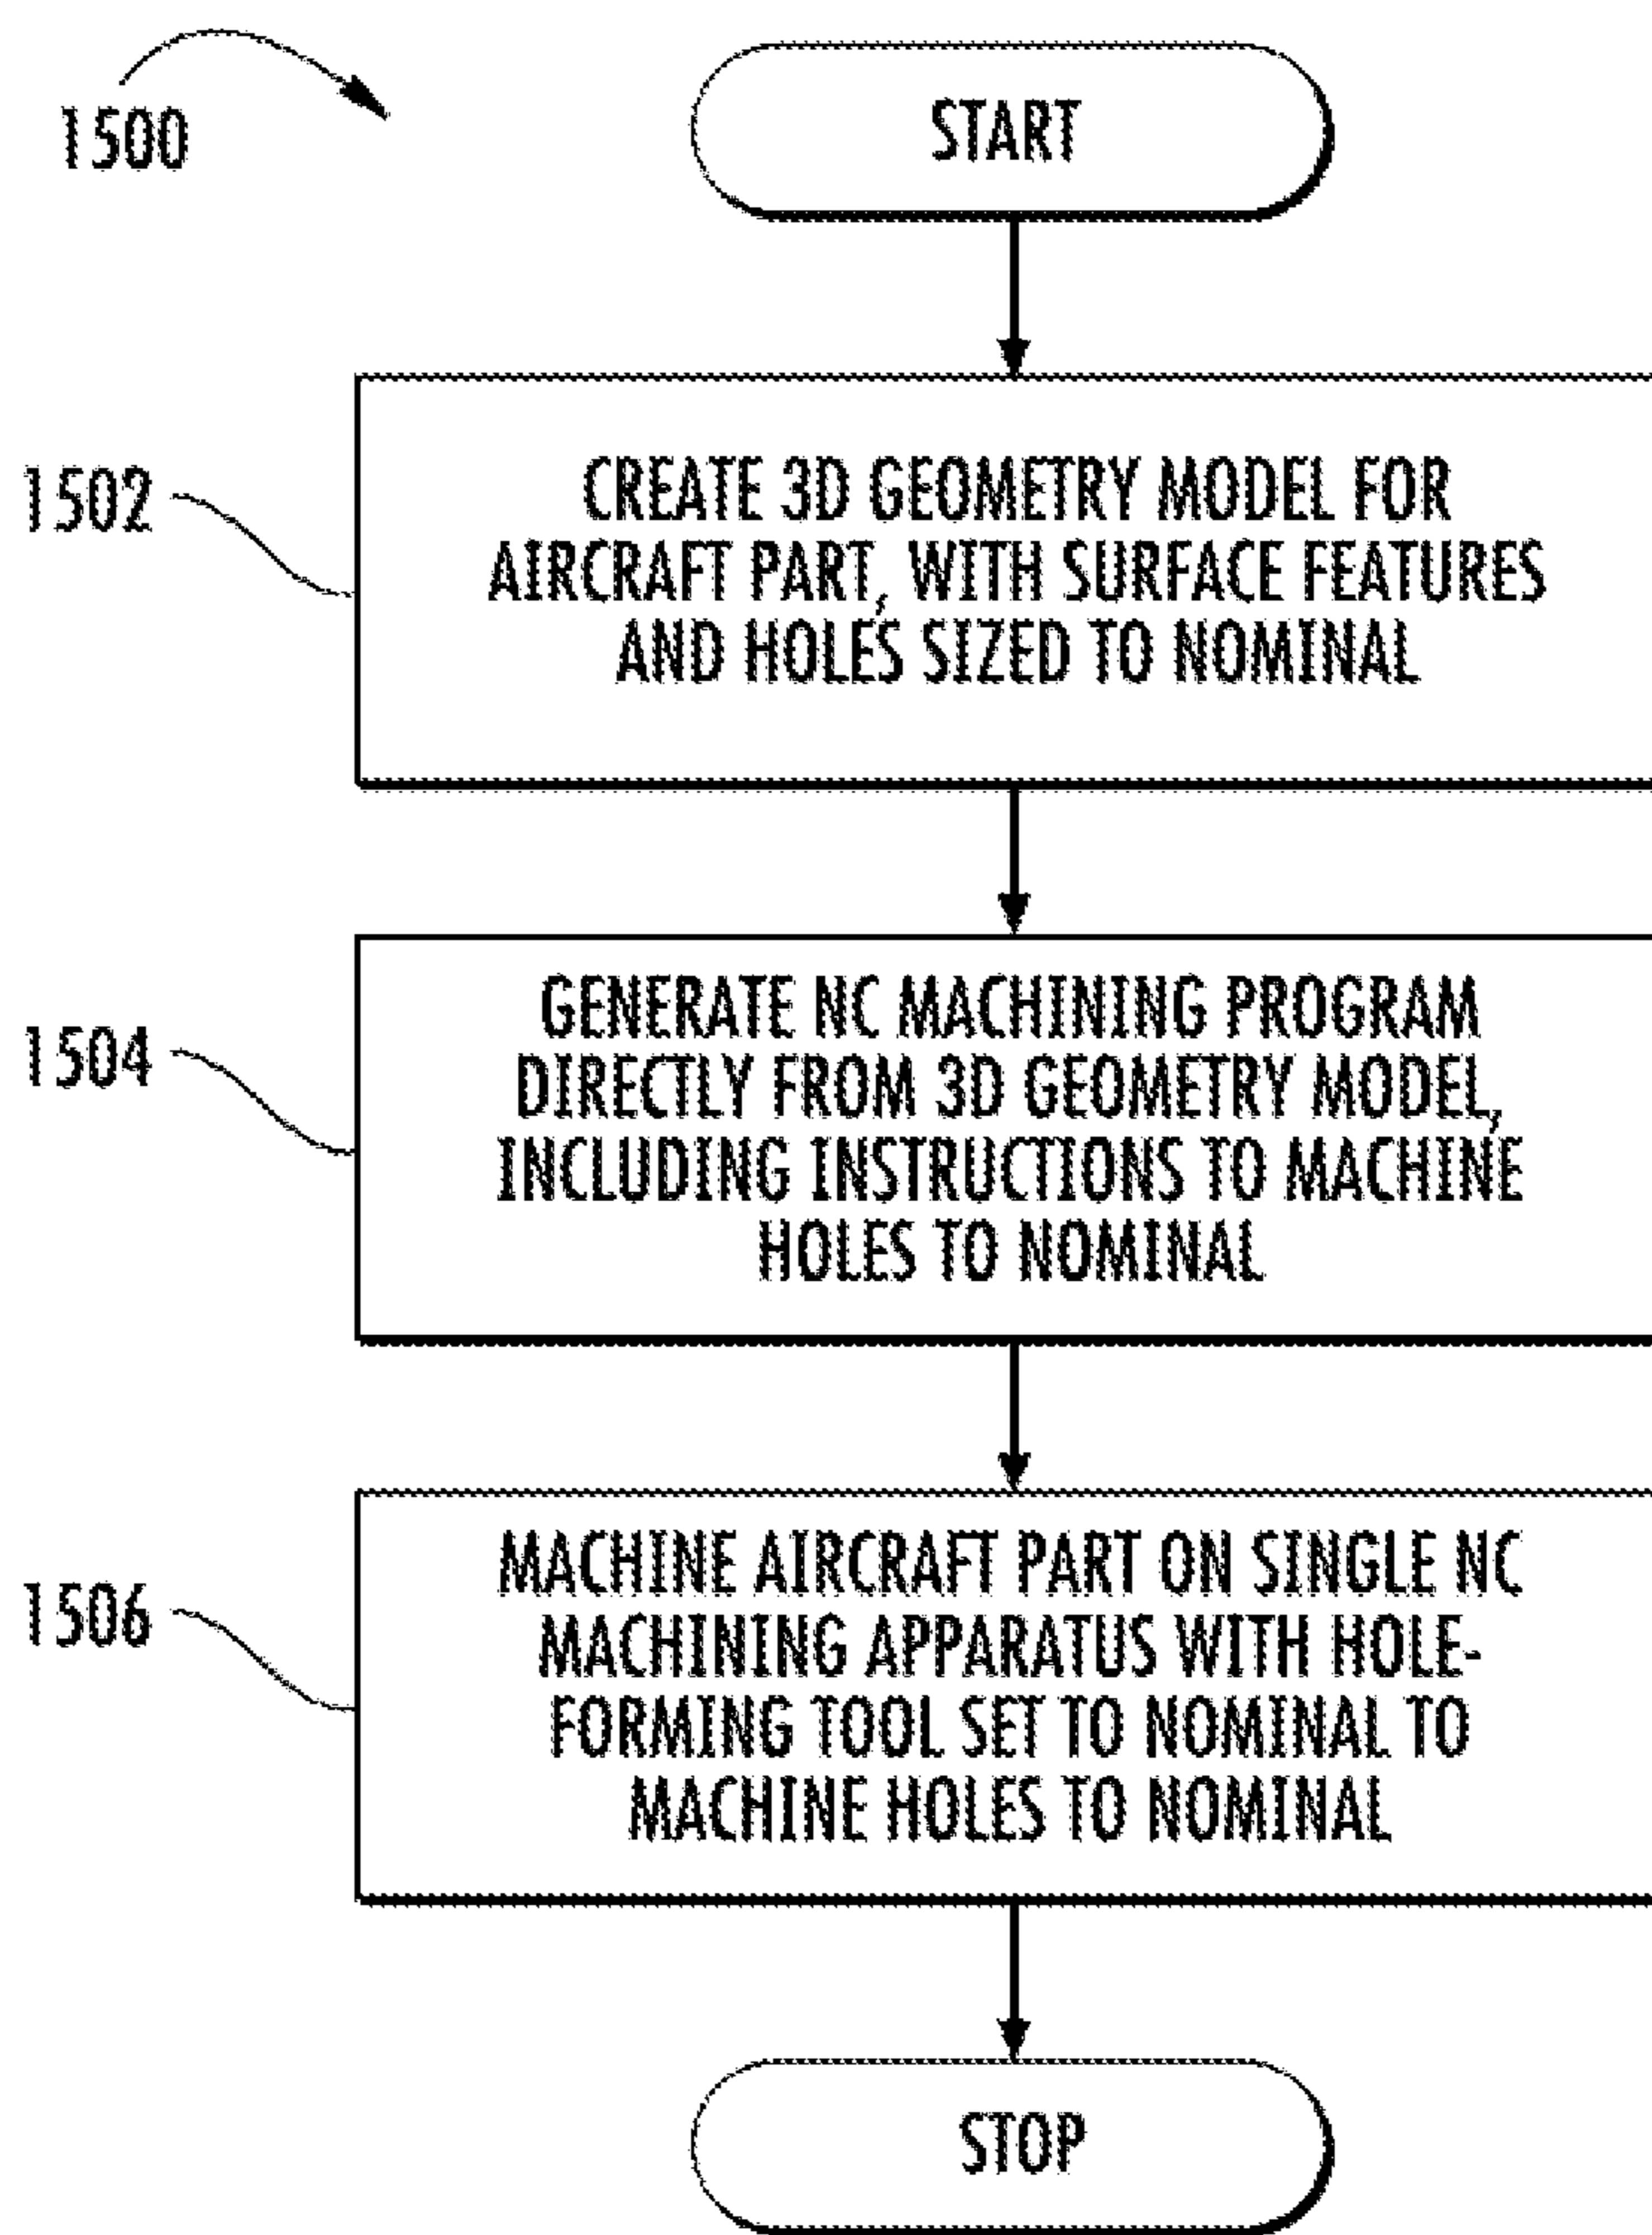 1500
START
1502
CREATE 3D GEOMETRY MODEL FOR
AIRCRAFT PART, WITH SURFACE FEATURES
AND HOLES SIZED TO NOMINAL
1504
GENERATE NC MACHINING PROGRAM
DIRECTLY FROM 3D GEOMETRY MODEL,
INCLUDING INSTRUCTIONS TO MACHINE
HOLES TO NOMINAL
1506
MACHINE AIRCRAFT PART ON SINGLE NC
MACHINING APPARATUS WITH HOLE-
FORMING TOOL SET TO NOMINAL TO
MACHINE HOLES TO NOMINAL
STOP